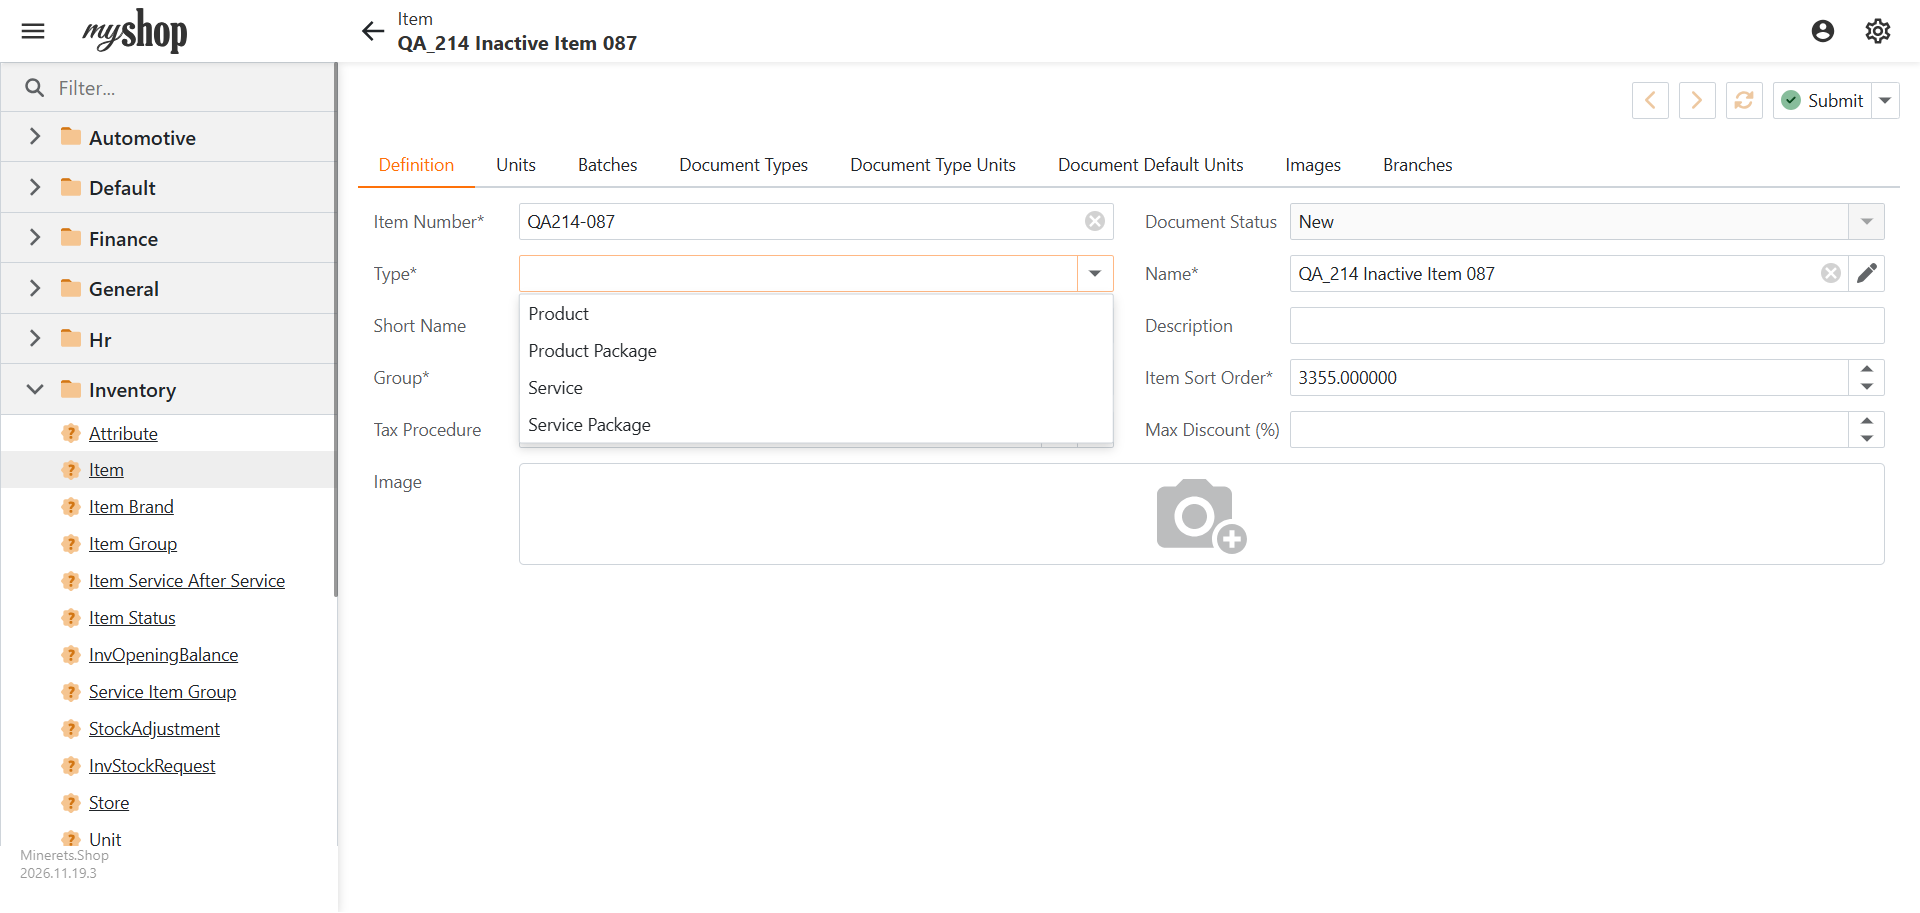 myshop
Item
QA_214 Inactive Item 087
Filter...
Automotive
Default
Finance
General
Hr
Inventory
Attribute
Item
Item Brand
Item Group
Item Service After Service
Item Status
InvOpeningBalance
Service Item Group
StockAdjustment
InvStockRequest
Store
Unit
Minerets.Shop
2026.11.19.3
Submit
Definition Units Batches Document Types Document Type Units Document Default Units Images Branches
Item Number* QA214-087 Document Status New
Type* Name* QA_214 Inactive Item 087
Product
Short Name Description
Product Package
Group* Item Sort Order* 3355.000000
Service
Tax Procedure Service Package Max Discount (%)
Image